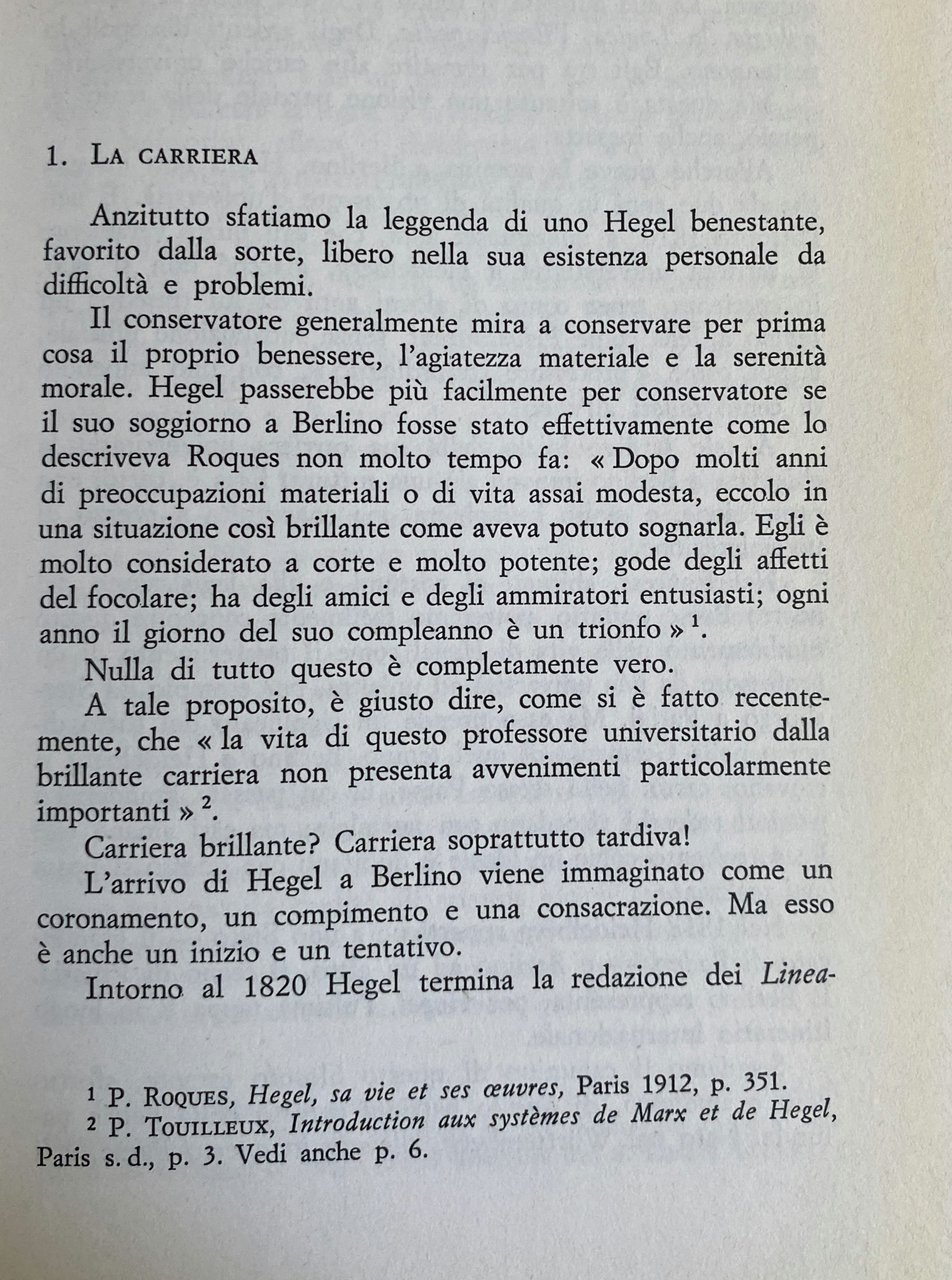 1. LA CARRIERA
Anzitutto sfatiamo la leggenda di uno Hegel benestante,
favorito dalla sorte, libero nella sua esistenza personale da
difficoltà e problemi.
Il conservatore generalmente mira a conservare per prima
cosa il proprio benessere, l'agiatezza materiale e la serenità
morale. Hegel passerebbe più facilmente per conservatore se
il suo soggiorno a Berlino fosse stato effettivamente come lo
descriveva Roques non molto tempo fa: « Dopo molti anni
di preoccupazioni materiali o di vita assai modesta, eccolo in
una situazione così brillante come aveva potuto sognarla. Egli è
molto considerato a corte e molto potente; gode degli affetti
del focolare; ha degli amici e degli ammiratori entusiasti; ogni
anno il giorno del suo compleanno è un trionfo » 1.
Nulla di tutto questo è completamente vero.
A tale proposito, è giusto dire, come si è fatto recente-
mente, che « la vita di questo professore universitario dalla
brillante carriera non presenta avvenimenti particolarmente
importanti » 2.
Carriera brillante? Carriera soprattutto tardiva!
L'arrivo di Hegel a Berlino viene immaginato come un
coronamento, un compimento e una consacrazione. Ma esso
è anche un inizio e un tentativo.
Intorno al 1820 Hegel termina la redazione dei Linea-
1 P. ROQUES, Hegel, sa vie et ses œuvres, Paris 1912, p. 351.
2 P. TOUILLEUX, Introduction aux systèmes de Marx et de Hegel,
Paris s. d., p. 3. Vedi anche p. 6.